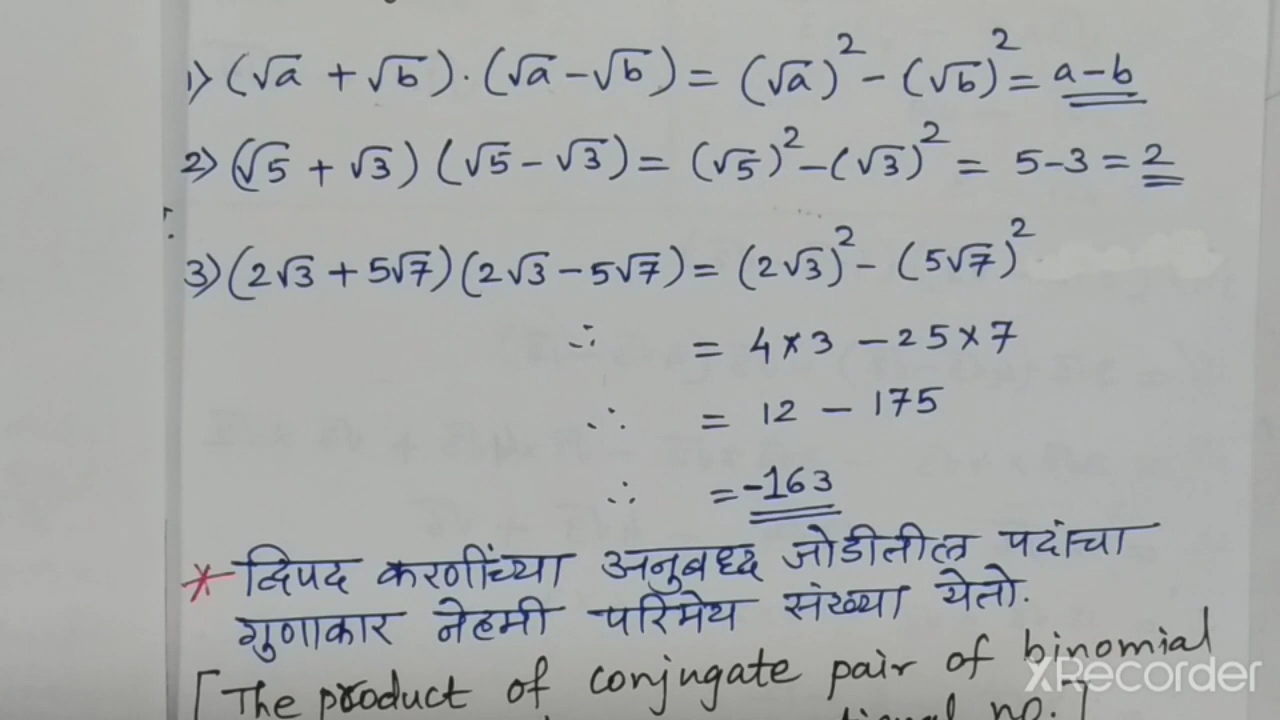 1) (√a + √b) · (√a - √b) = (√a)² - (√b)² = a - b
2) (√5 + √3) (√5 - √3) = (√5)² - (√3)² = 5 - 3 = 2
3) (2√3 + 5√7) (2√3 - 5√7) = (2√3)² - (5√7)²
∴ = 4 × 3 - 25 × 7
∴ = 12 - 175
∴ = -163
* द्विपद करणींच्या अनुबध्द जोडीतील पदांचा
गुणाकार नेहमी परिमेय संख्या येतो.
[The product of conjugate pair of binomial
XRecorder
no.]